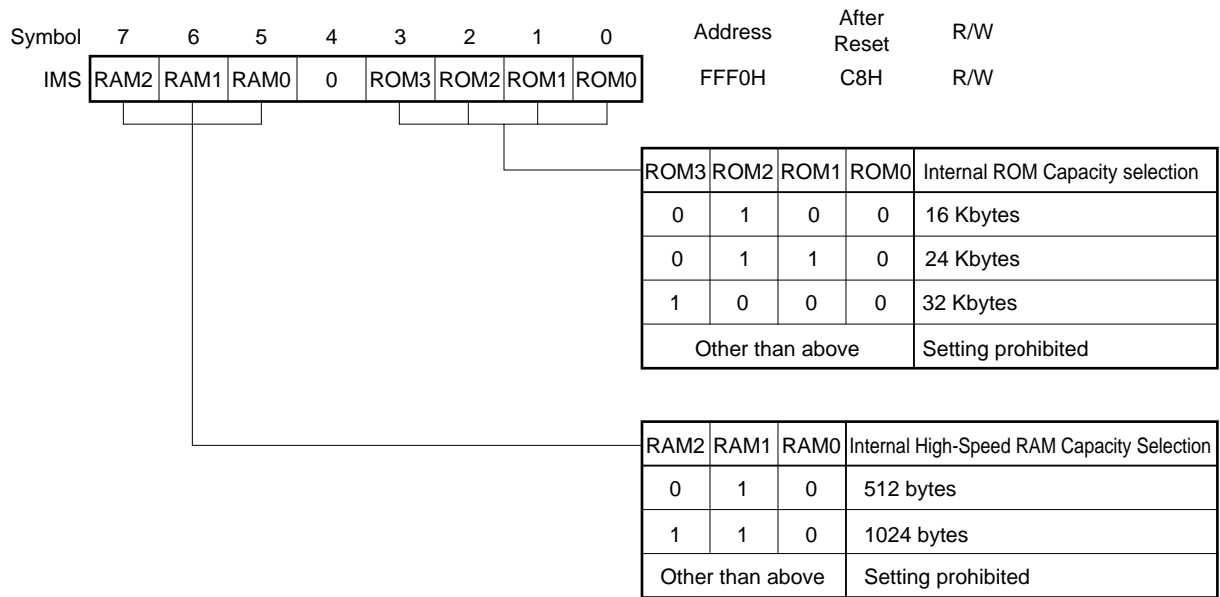 Symbol 7 6 5 4 3 2 1 0 Address After Reset R/W
IMS RAM2 RAM1 RAM0 0 ROM3 ROM2 ROM1 ROM0 FFF0H C8H R/W
ROM3 ROM2 ROM1 ROM0 Internal ROM Capacity selection
0 1 0 0 16 Kbytes
0 1 1 0 24 Kbytes
1 0 0 0 32 Kbytes
Other than above Setting prohibited
RAM2 RAM1 RAM0 Internal High-Speed RAM Capacity Selection
0 1 0 512 bytes
1 1 0 1024 bytes
Other than above Setting prohibited